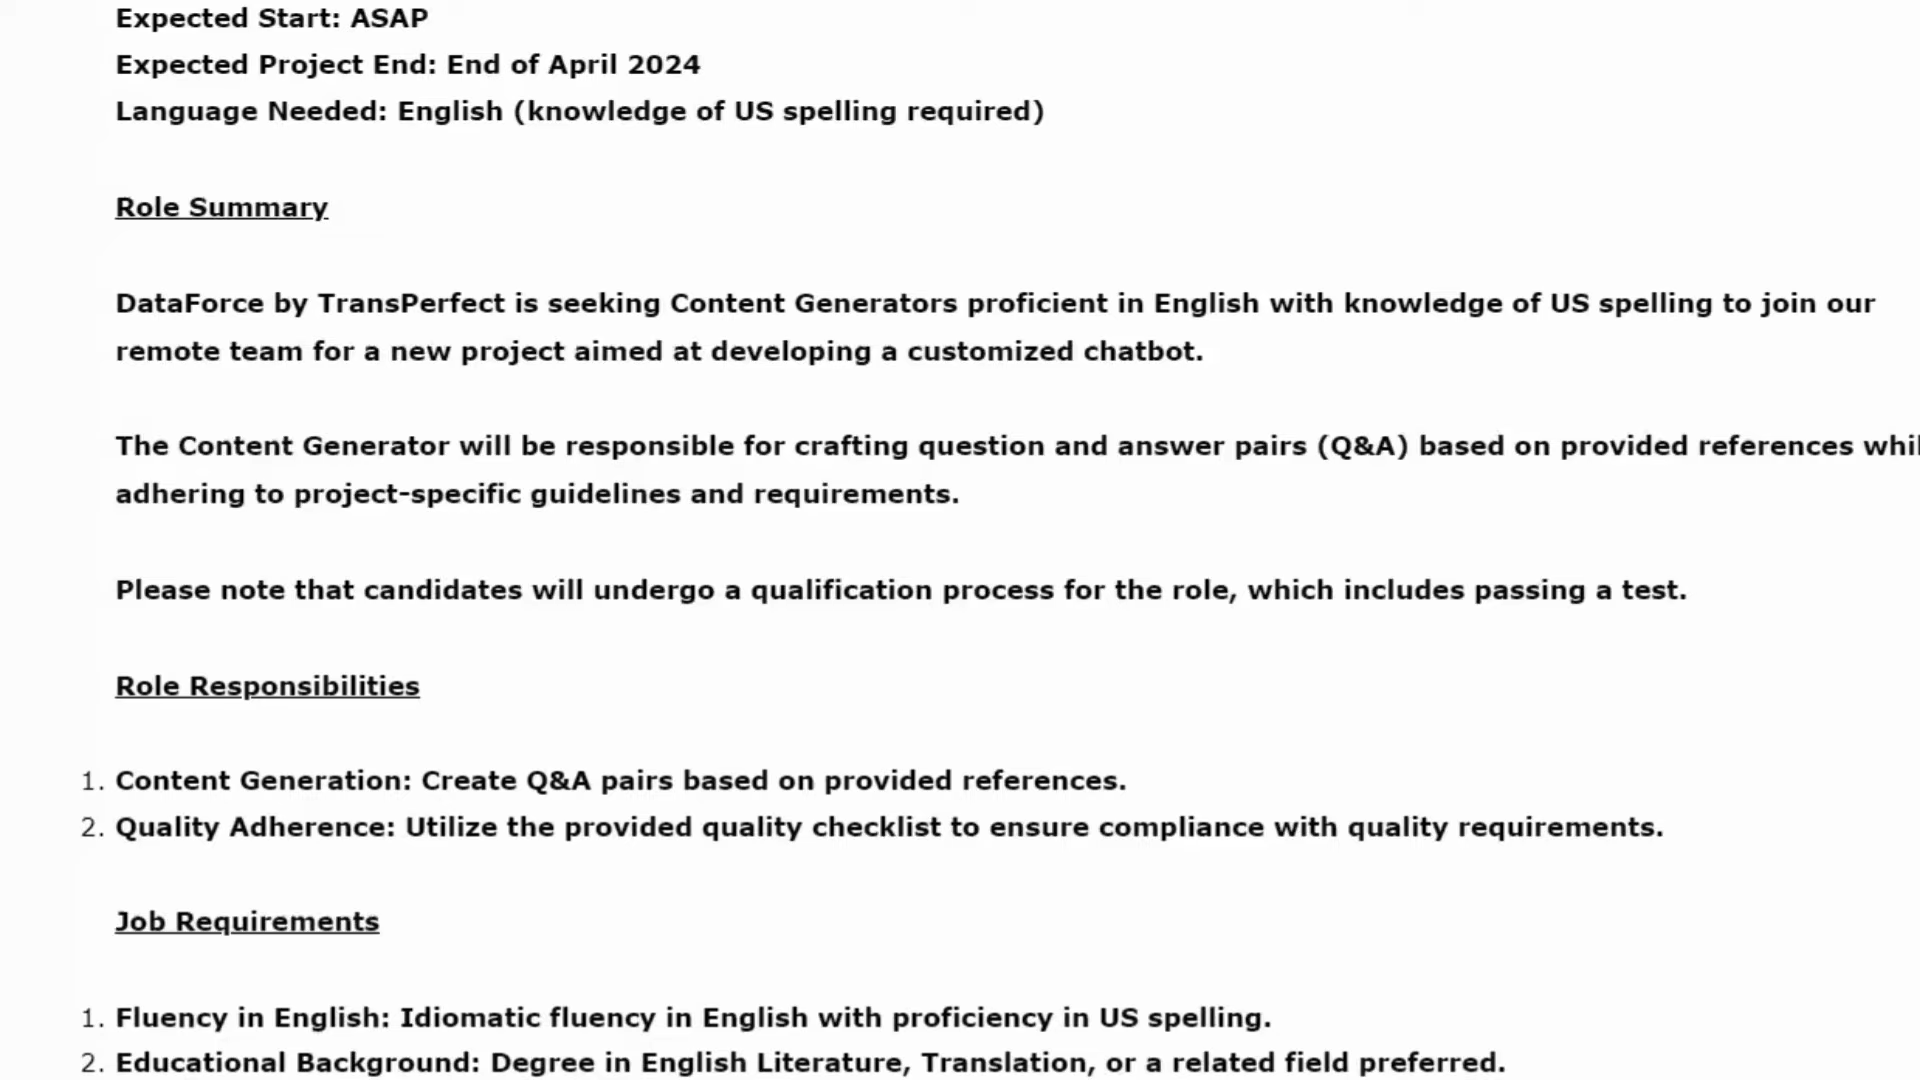 Expected Start: ASAP
Expected Project End: End of April 2024
Language Needed: English (knowledge of US spelling required)
Role Summary
DataForce by TransPerfect is seeking Content Generators proficient in English with knowledge of US spelling to join our
remote team for a new project aimed at developing a customized chatbot.
The Content Generator will be responsible for crafting question and answer pairs (Q&A) based on provided references
adhering to project-specific guidelines and requirements.
Please note that candidates will undergo a qualification process for the role, which includes passing a test.
Role Responsibilities
1. Content Generation: Create Q&A pairs based on provided references.
2. Quality Adherence: Utilize the provided quality checklist to ensure compliance with quality requirements.
Job Requirements
1. Fluency in English: Idiomatic fluency in English with proficiency in US spelling.
2. Educational Background: Degree in English Literature, Translation, or a related field preferred.